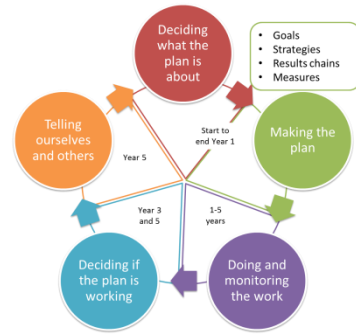 Deciding
what the
plan is
about
• Goals
• Strategies
• Results chains
• Measures
Start to
end Year 1
Making the
plan
1-5
years
Doing and
monitoring
the work
Year 3
and 5
Deciding if
the plan is
working
Year 5
Telling
ourselves
and others